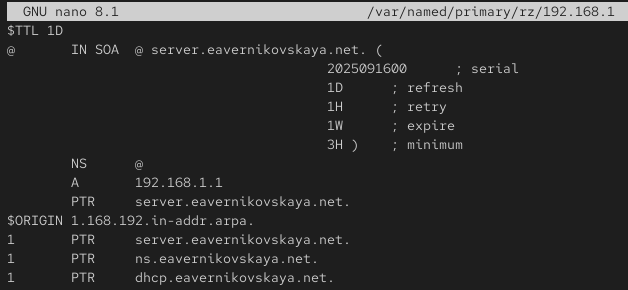 GNU nano 8.1 /var/named/primary/rz/192.168.1
$TTL 1D
@ IN SOA @ server.eavernikovskaya.net. (
2025091600 ; serial
1D ; refresh
1H ; retry
1W ; expire
3H ) ; minimum
NS @
A 192.168.1.1
PTR server.eavernikovskaya.net.
$ORIGIN 1.168.192.in-addr.arpa.
1 PTR server.eavernikovskaya.net.
1 PTR ns.eavernikovskaya.net.
1 PTR dhcp.eavernikovskaya.net.